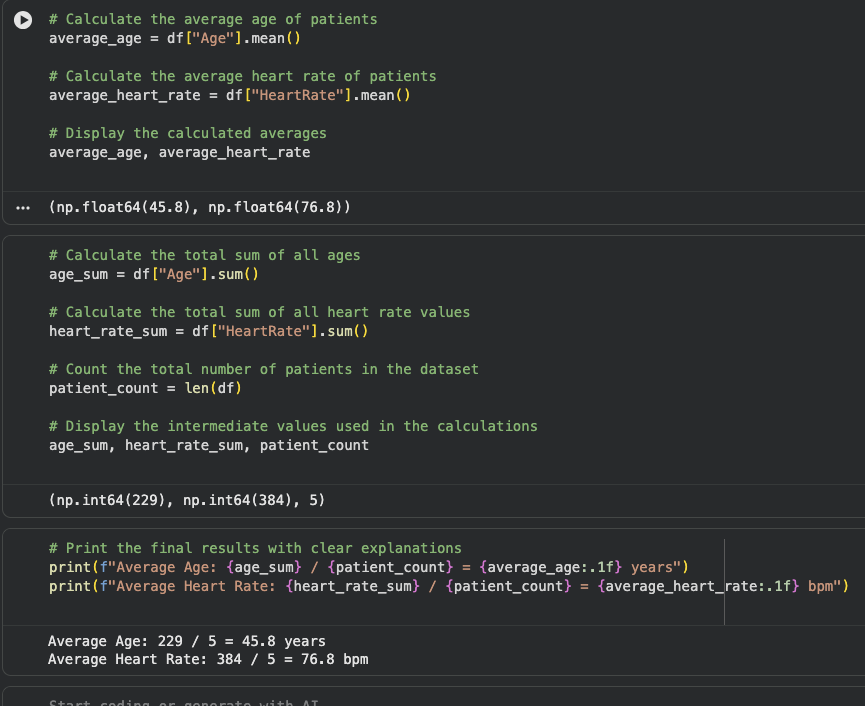 # Calculate the average age of patients
average_age = df["Age"].mean()
# Calculate the average heart rate of patients
average_heart_rate = df["HeartRate"].mean()
# Display the calculated averages
average_age, average_heart_rate
(np.float64(45.8), np.float64(76.8))
# Calculate the total sum of all ages
age_sum = df["Age"].sum()
# Calculate the total sum of all heart rate values
heart_rate_sum = df["HeartRate"].sum()
# Count the total number of patients in the dataset
patient_count = len(df)
# Display the intermediate values used in the calculations
age_sum, heart_rate_sum, patient_count
(np.int64(229), np.int64(384), 5)
# Print the final results with clear explanations
print(f"Average Age: {age_sum} / {patient_count} = {average_age:.1f} years")
print(f"Average Heart Rate: {heart_rate_sum} / {patient_count} = {average_heart_rate:.1f} bpm")
Average Age: 229 / 5 = 45.8 years
Average Heart Rate: 384 / 5 = 76.8 bpm
Start coding or generate with AI